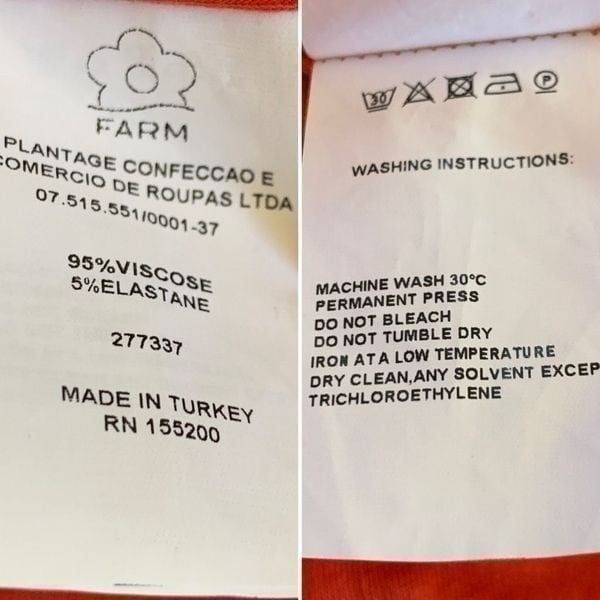 FARM
PLANTAGE CONFECCAO E
COMERCIO DE ROUPAS LTDA
07.515.551/0001-37
95%VISCOSE
5%ELASTANE
277337
MADE IN TURKEY
RN 155200
30
P
WASHING INSTRUCTIONS:
MACHINE WASH 30°C
PERMANENT PRESS
DO NOT BLEACH
DO NOT TUMBLE DRY
IRON AT A LOW TEMPERATURE
DRY CLEAN,ANY SOLVENT EXCEP
TRICHLOROETHYLENE